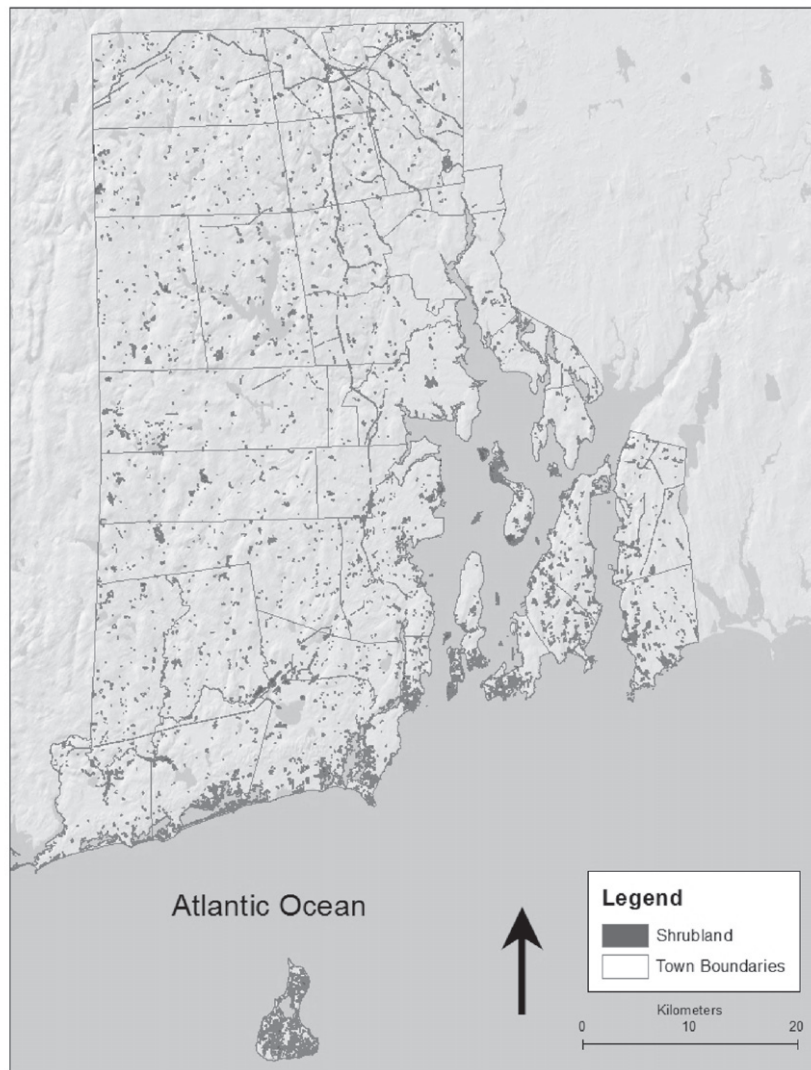 Atlantic Ocean
Legend
Shrubland
Town Boundaries
Kilometers
0 10 20